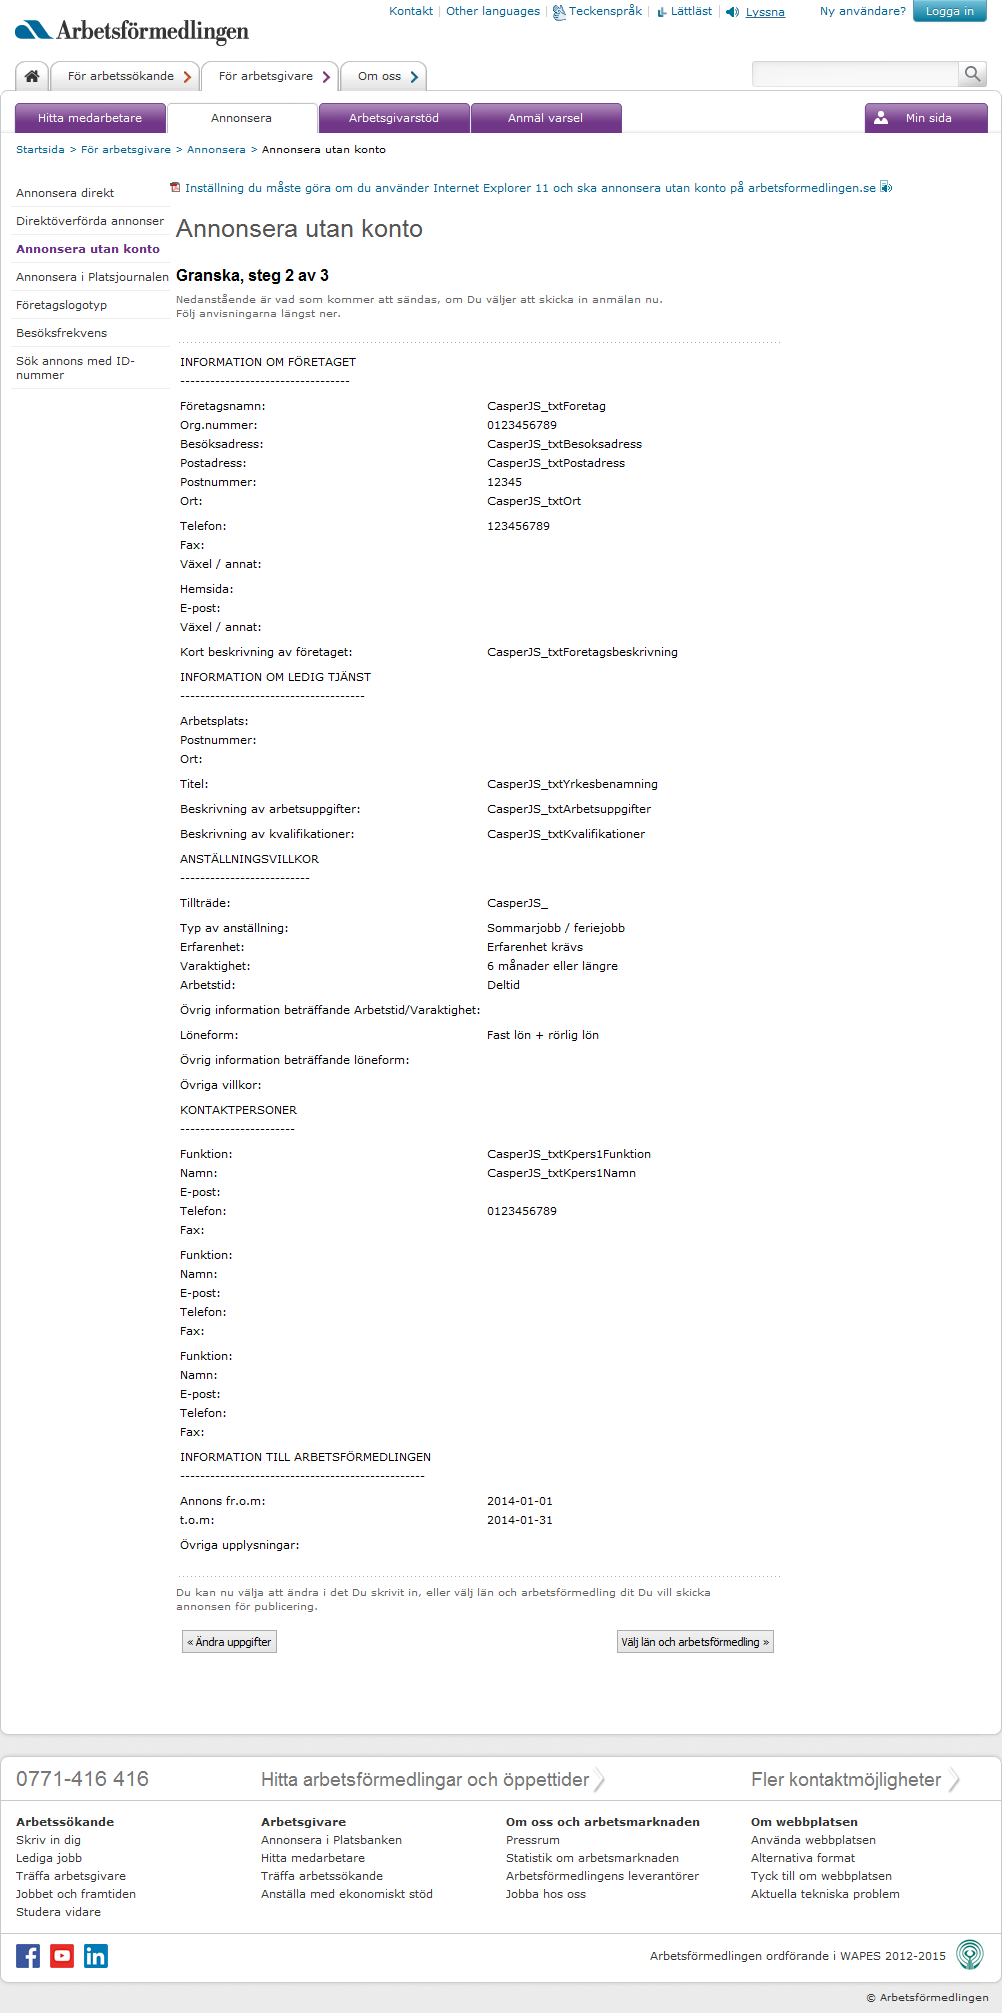 Kontakt Other languages Teckenspråk Lättläst Lyssna Ny användare? Logga in
Arbetsförmedlingen
För arbetssökande För arbetsgivare Om oss
Hitta medarbetare Annonsera Arbetsgivarstöd Anmäl varsel Min sida
Startsida > För arbetsgivare > Annonsera > Annonsera utan konto
Annonsera direkt
Direktöverförda annonser
Annonsera utan konto
Annonsera i Platsjournalen
Företagslogotyp
Besöksfrekvens
Sök annons med ID-
nummer
Inställning du måste göra om du använder Internet Explorer 11 och ska annonsera utan konto på arbetsformedlingen.se
Annonsera utan konto
Granska, steg 2 av 3
Nedanstående är vad som kommer att sändas, om Du väljer att skicka in anmälan nu.
Följ anvisningarna längst ner.
INFORMATION OM FÖRETAGET
----------------------------------
Företagsnamn: CasperJS_txtForetag
Org.nummer: 0123456789
Besöksadress: CasperJS_txtBesoksadress
Postadress: CasperJS_txtPostadress
Postnummer: 12345
Ort: CasperJS_txtOrt
Telefon: 123456789
Fax:
Växel / annat:
Hemsida:
E-post:
Växel / annat:
Kort beskrivning av företaget: CasperJS_txtForetagsbeskrivning
INFORMATION OM LEDIG TJÄNST
-------------------------------------
Arbetsplats:
Postnummer:
Ort:
Titel: CasperJS_txtYrkesbenamning
Beskrivning av arbetsuppgifter: CasperJS_txtArbetsuppgifter
Beskrivning av kvalifikationer: CasperJS_txtKvalifikationer
ANSTÄLLNINGSVILLKOR
--------------------------
Tillträde: CasperJS_
Typ av anställning: Sommarjobb / feriejobb
Erfarenhet: Erfarenhet krävs
Varaktighet: 6 månader eller längre
Arbetstid: Deltid
Övrig information beträffande Arbetstid/Varaktighet:
Löneform: Fast lön + rörlig lön
Övrig information beträffande löneform:
Övriga villkor:
KONTAKTPERSONER
-----------------------
Funktion: CasperJS_txtKpers1Funktion
Namn: CasperJS_txtKpers1Namn
E-post:
Telefon: 0123456789
Fax:
Funktion:
Namn:
E-post:
Telefon:
Fax:
Funktion:
Namn:
E-post:
Telefon:
Fax:
INFORMATION TILL ARBETSFÖRMEDLINGEN
-------------------------------------------------
Annons fr.o.m: 2014-01-01
t.o.m: 2014-01-31
Övriga upplysningar:
Du kan nu välja att ändra i det Du skrivit in, eller välj län och arbetsförmedling dit Du vill skicka
annonsen för publicering.
« Ändra uppgifter Välj län och arbetsförmedling »
0771-416 416 Hitta arbetsförmedlingar och öppettider Fler kontaktmöjligheter
Arbetssökande
Skriv in dig
Lediga jobb
Träffa arbetsgivare
Jobbet och framtiden
Studera vidare
Arbetsgivare
Annonsera i Platsbanken
Hitta medarbetare
Träffa arbetssökande
Anställa med ekonomiskt stöd
Om oss och arbetsmarknaden
Pressrum
Statistik om arbetsmarknaden
Arbetsförmedlingens leverantörer
Jobba hos oss
Om webbplatsen
Använda webbplatsen
Alternativa format
Tyck till om webbplatsen
Aktuella tekniska problem
Arbetsförmedlingen ordförande i WAPES 2012-2015
© Arbetsförmedlingen